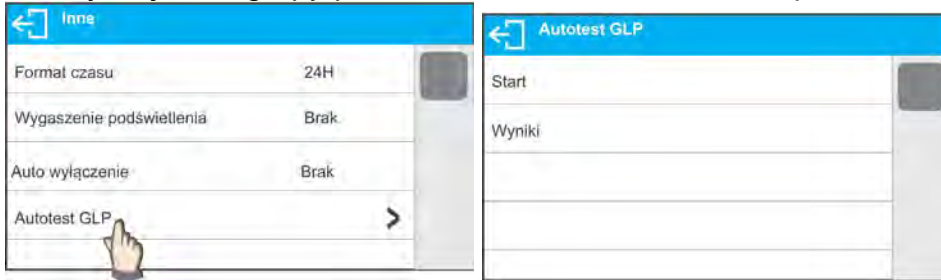 Inne
Format czasu 24H
Wygaszenie podświetlenia Brak
Auto wyłączenie Brak
Autotest GLP >
Autotest GLP
Start
Wyniki